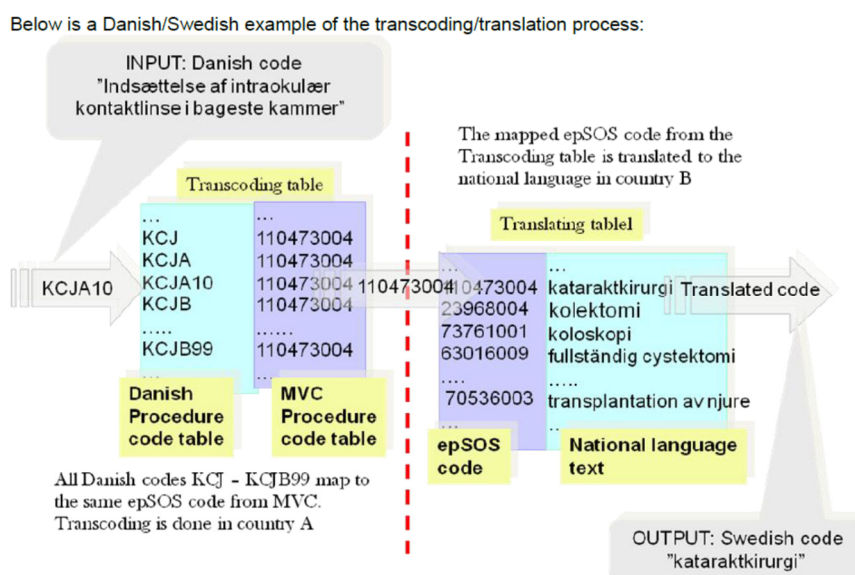 Below is a Danish/Swedish example of the transcoding/translation process:
INPUT: Danish code
"Indsættelse af intraokulær
kontaktlinse i bageste kammer"
The mapped epSOS code from the
Transcoding table is translated to the
national language in country B
Transcoding table
... ...
KCJ 110473004
KCJA 110473004
KCJA10 110473004
KCJB 110473004
..... ......
KCJB99 110473004
... ...
KCJA10
Danish
Procedure
code table
MVC
Procedure
code table
All Danish codes KCJ – KCJB99 map to
the same epSOS code from MVC.
Transcoding is done in country A
110473004
Translating tablel
... ...
110473004 kataraktkirurgi
23968004 kolektomi
73761001 koloskopi
63016009 fullständig cystektomi
.... .....
70536003 transplantation av njure
... ..
Translated code
epSOS
code
National language
text
OUTPUT: Swedish code
"kataraktkirurgi"